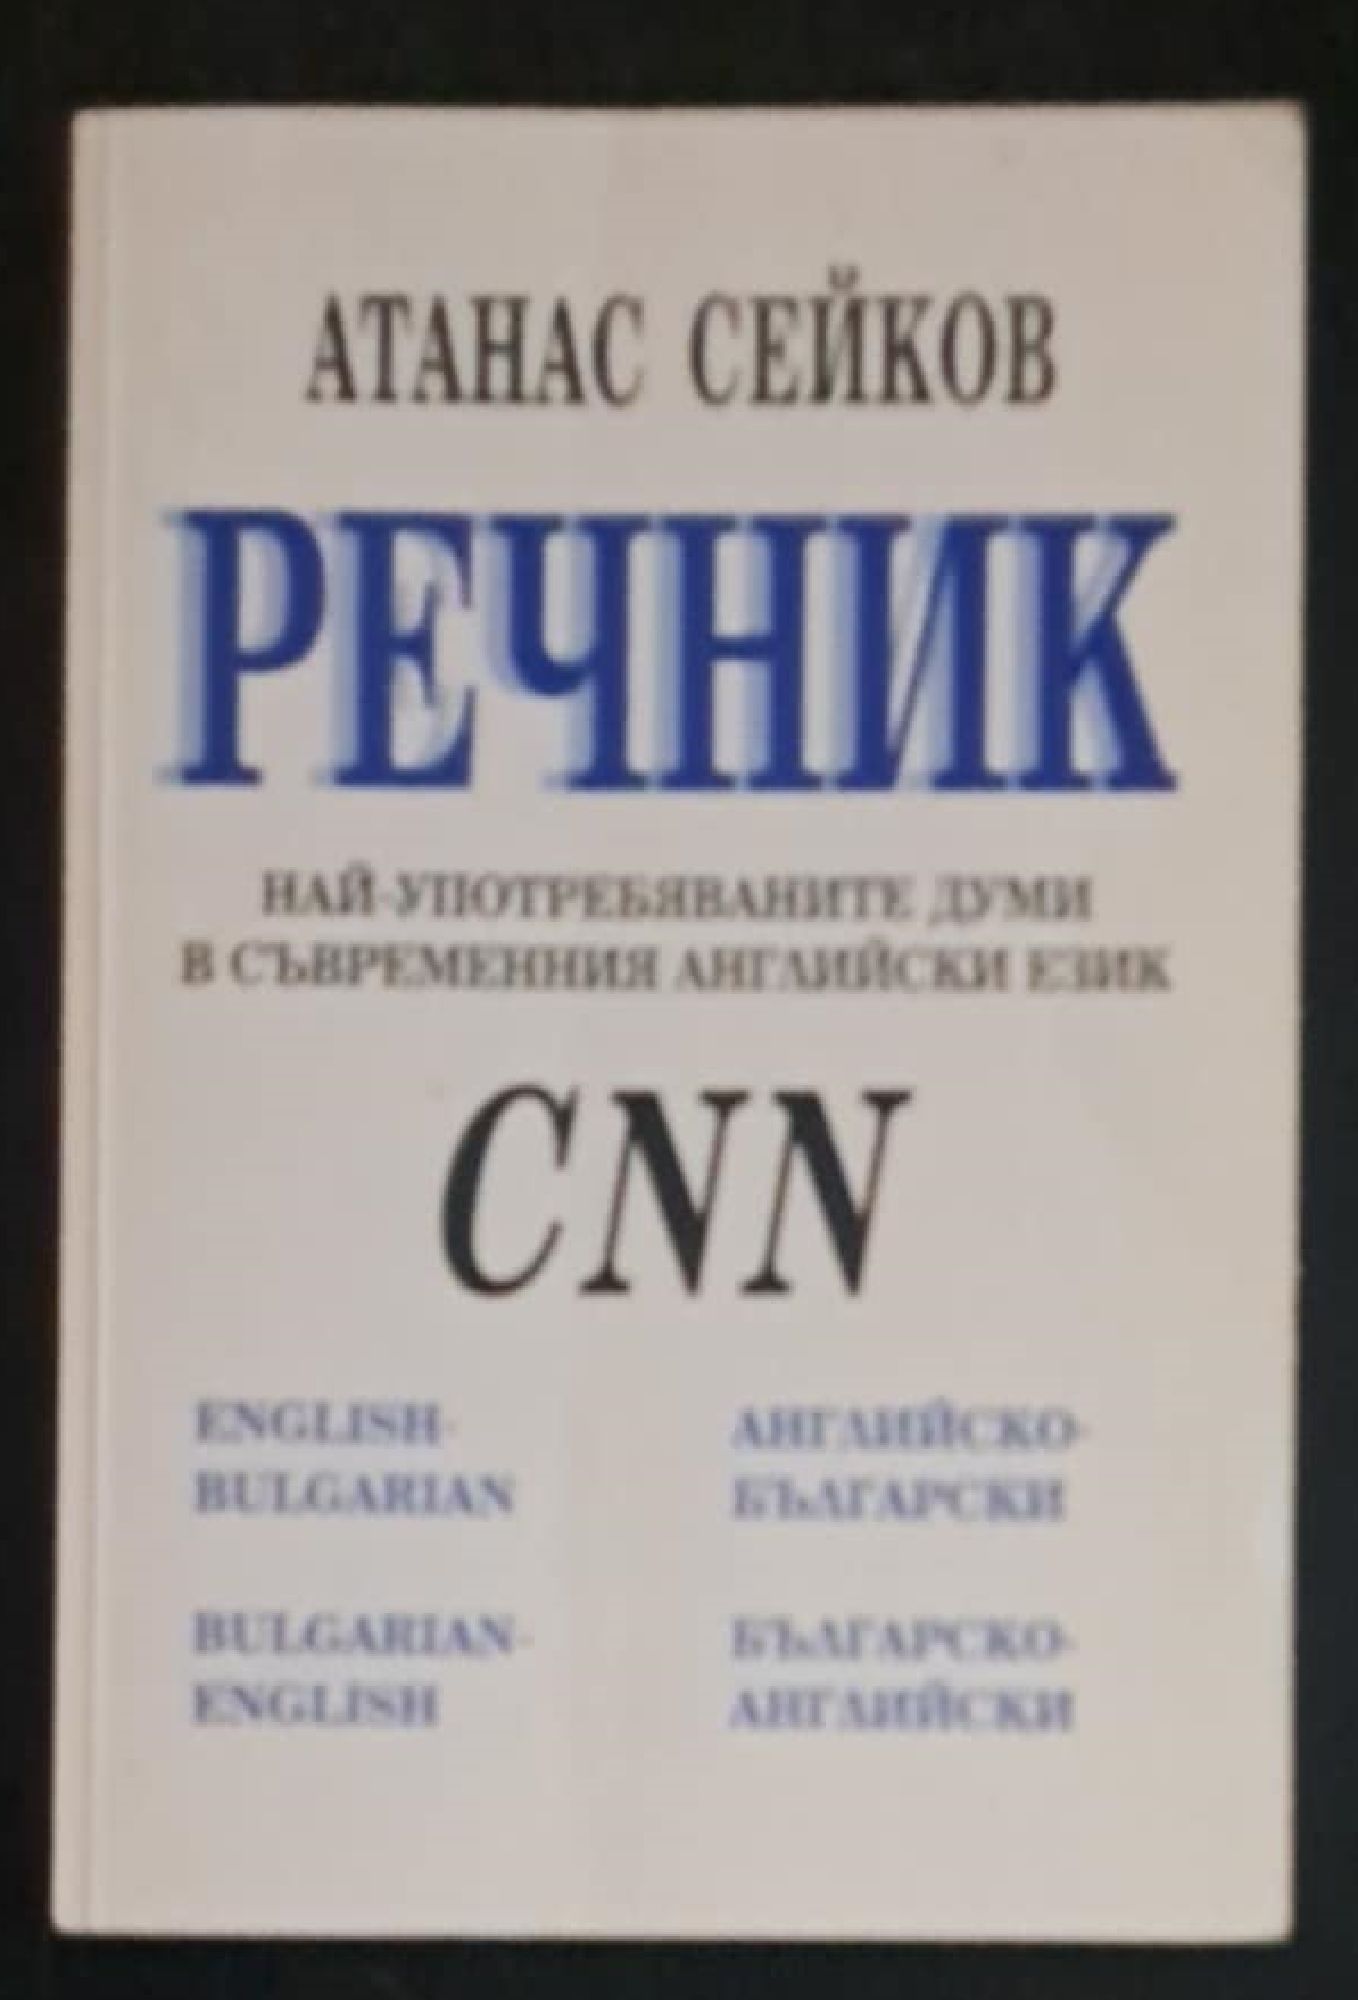 АТАНАС СЕЙКОВ
РЕЧНИК
НАЙ-УПОТРЕБЯВАНИТЕ ДУМИ
В СЪВРЕМЕННИЯ АНГЛИЙСКИ ЕЗИК
CNN
ENGLISH-
BULGARIAN
АНГЛИЙСКО-
БЪЛГАРСКИ
BULGARIAN-
ENGLISH
БЪЛГАРСКО-
АНГЛИЙСКИ